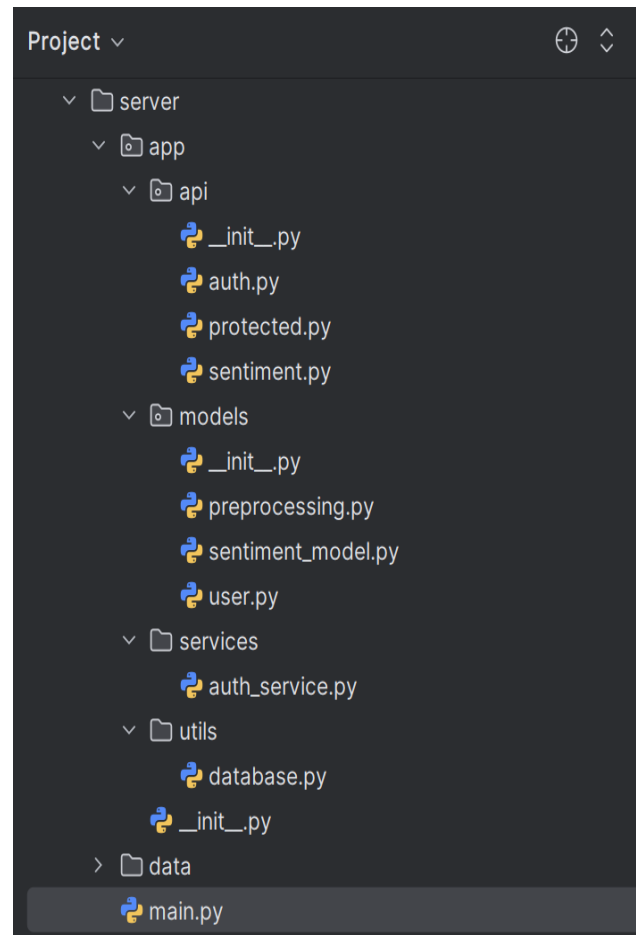 Project
server
app
api
__init__.py
auth.py
protected.py
sentiment.py
models
__init__.py
preprocessing.py
sentiment_model.py
user.py
services
auth_service.py
utils
database.py
__init__.py
data
main.py